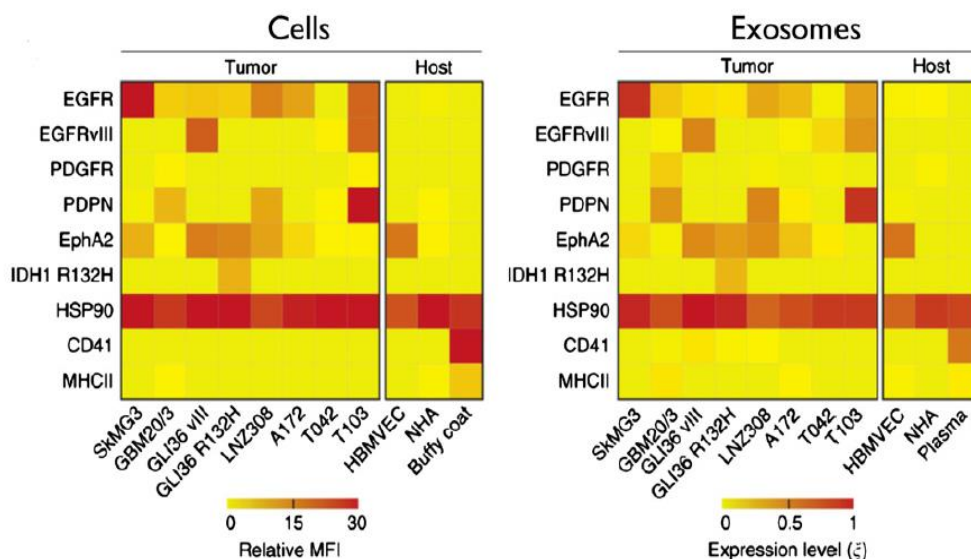 Cells
Tumor Host
EGFR
EGFRvIII
PDGFR
PDPN
EphA2
IDH1 R132H
HSP90
CD41
MHCII
SkMG3
GBM20/3
GLI36 vIII
GLI36 R132H
LNZ308
A172
T042
T103
HBMVEC
NHA
Buffy coat
0 15 30
Relative MFI
Exosomes
Tumor Host
EGFR
EGFRvIII
PDGFR
PDPN
EphA2
IDH1 R132H
HSP90
CD41
MHCII
SkMG3
GBM20/3
GLI36 vIII
GLI36 R132H
LNZ308
A172
T042
T103
HBMVEC
NHA
Plasma
0 0.5 1
Expression level (ξ)